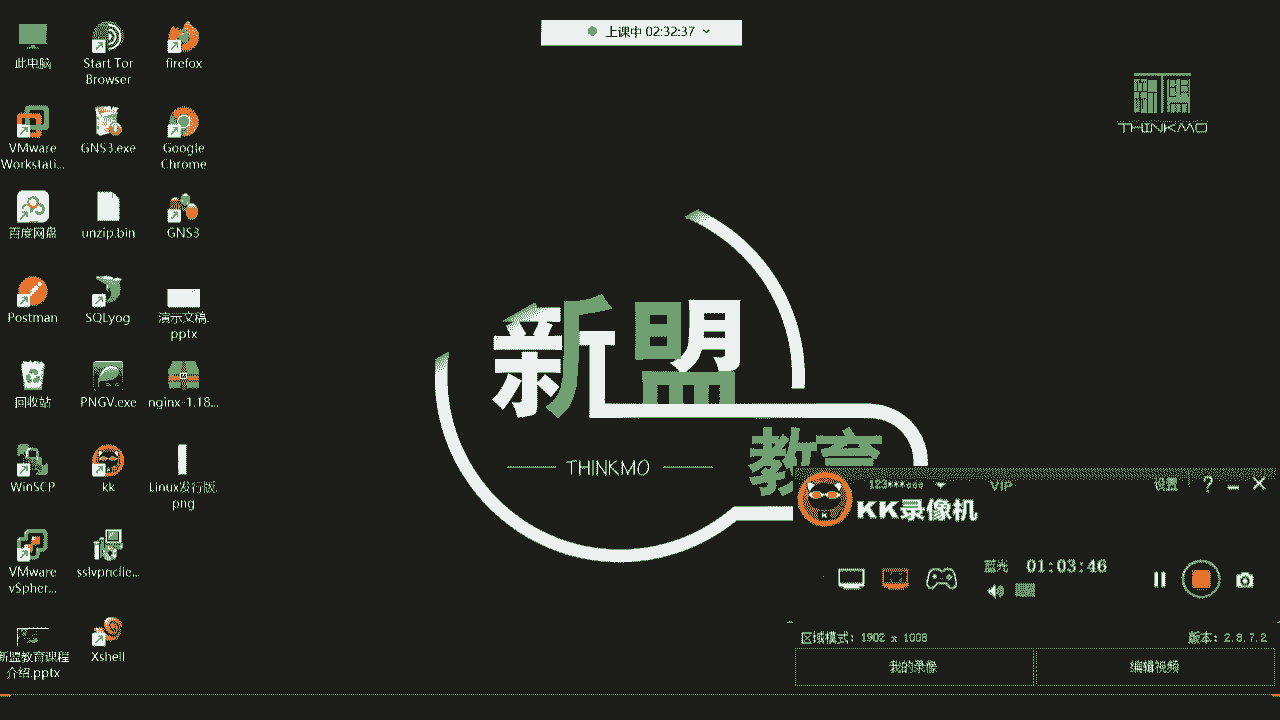 上课中 02:32:37
此电脑
Start Tor
Browser
firefox
VMware
Workstati...
GNS3.exe
Google
Chrome
百度网盘
unzip.bin
GNS3
Postman
SQLyog
演示文稿.
pptx
回收站
PNGV.exe
nginx-1.18...
WinSCP
kk
Linux发行版.
png
VMware
vSpher...
sslvpnclie...
新盟教育课程
介绍.pptx
Xshell
THINKMO
新盟
教育
THINKMO
123***ooo
VIP
设置
KK录像机
蓝光
01:03:46
区域模式: 1902 x 1008
版本: 2.8.7.2
我的录像
编辑视频